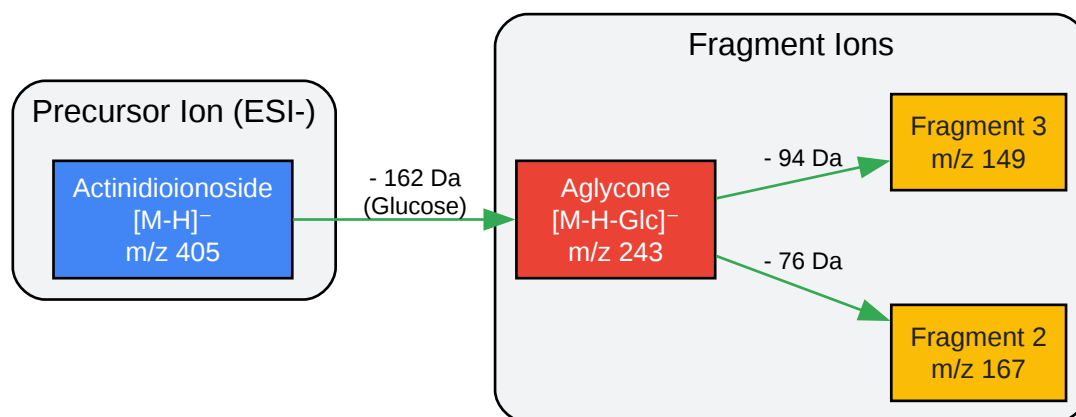 Fragment Ions
Precursor Ion (ESI-)
Actinidioionoside
[M-H]⁻
m/z 405
- 162 Da
(Glucose)
Aglycone
[M-H-Glc]⁻
m/z 243
- 94 Da
- 76 Da
Fragment 3
m/z 149
Fragment 2
m/z 167